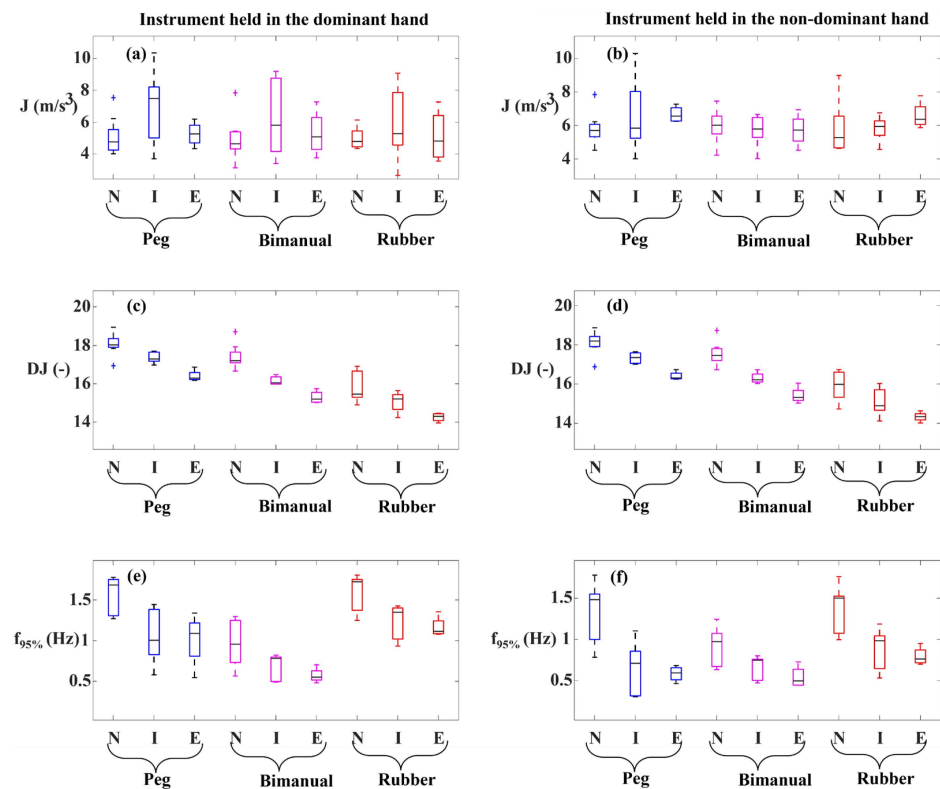 Instrument held in the dominant hand
Instrument held in the non-dominant hand
(a)
J (m/s³)
10
8
6
4
N I E N I E N I E
Peg Bimanual Rubber
(b)
J (m/s³)
10
8
6
4
N I E N I E N I E
Peg Bimanual Rubber
(c)
DJ (-)
20
18
16
14
N I E N I E N I E
Peg Bimanual Rubber
(d)
DJ (-)
20
18
16
14
N I E N I E N I E
Peg Bimanual Rubber
(e)
f95% (Hz)
1.5
1
0.5
N I E N I E N I E
Peg Bimanual Rubber
(f)
f95% (Hz)
1.5
1
0.5
N I E N I E N I E
Peg Bimanual Rubber